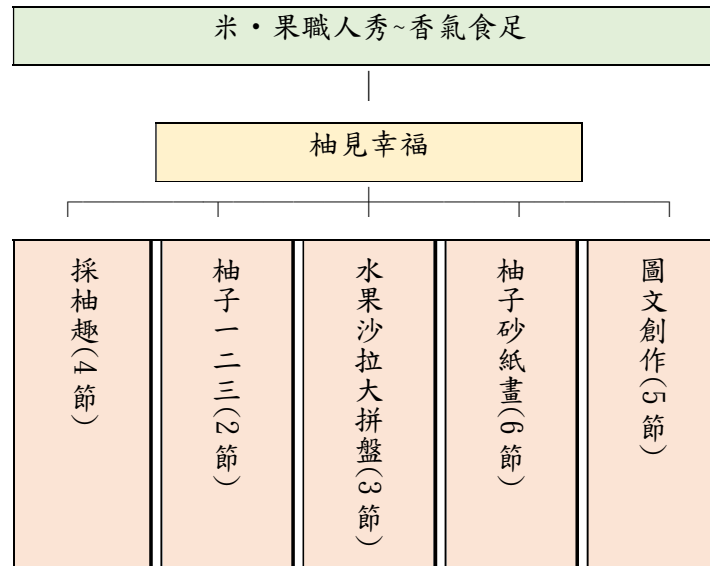 米‧果職人秀~香氣食足
柚見幸福
採柚趣(4節)
柚子一二三(2節)
水果沙拉大拼盤(3節)
柚子砂紙畫(6節)
圖文創作(5節)